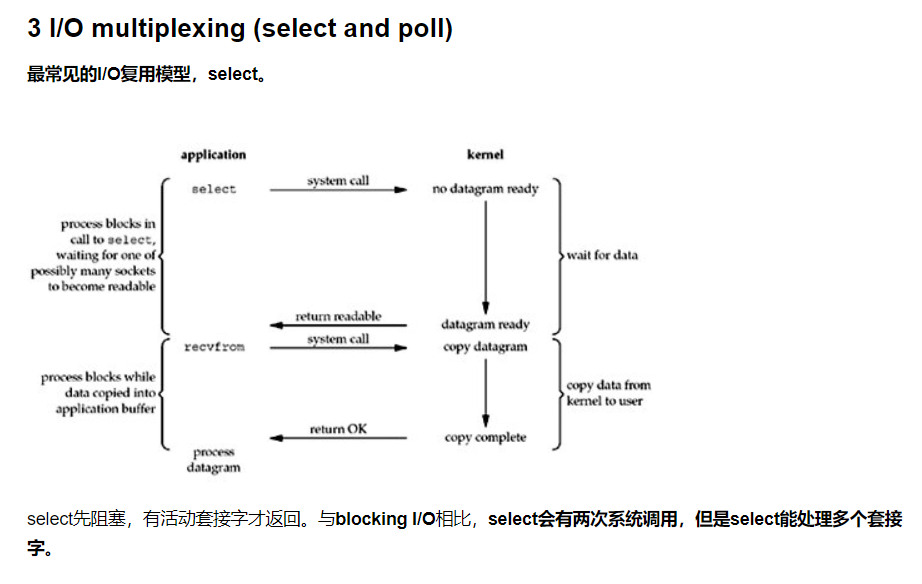 3 I/O multiplexing (select and poll)
最常见的I/O复用模型，select。
application
kernel
select
system call
no datagram ready
process blocks in
call to select,
waiting for one of
possibly many sockets
to become readable
wait for data
return readable
datagram ready
recvfrom
system call
copy datagram
process blocks while
data copied into
application buffer
copy data from
kernel to user
return OK
copy complete
process
datagram
select先阻塞，有活动套接字才返回。与blocking I/O相比，select会有两次系统调用，但是select能处理多个套接
字。